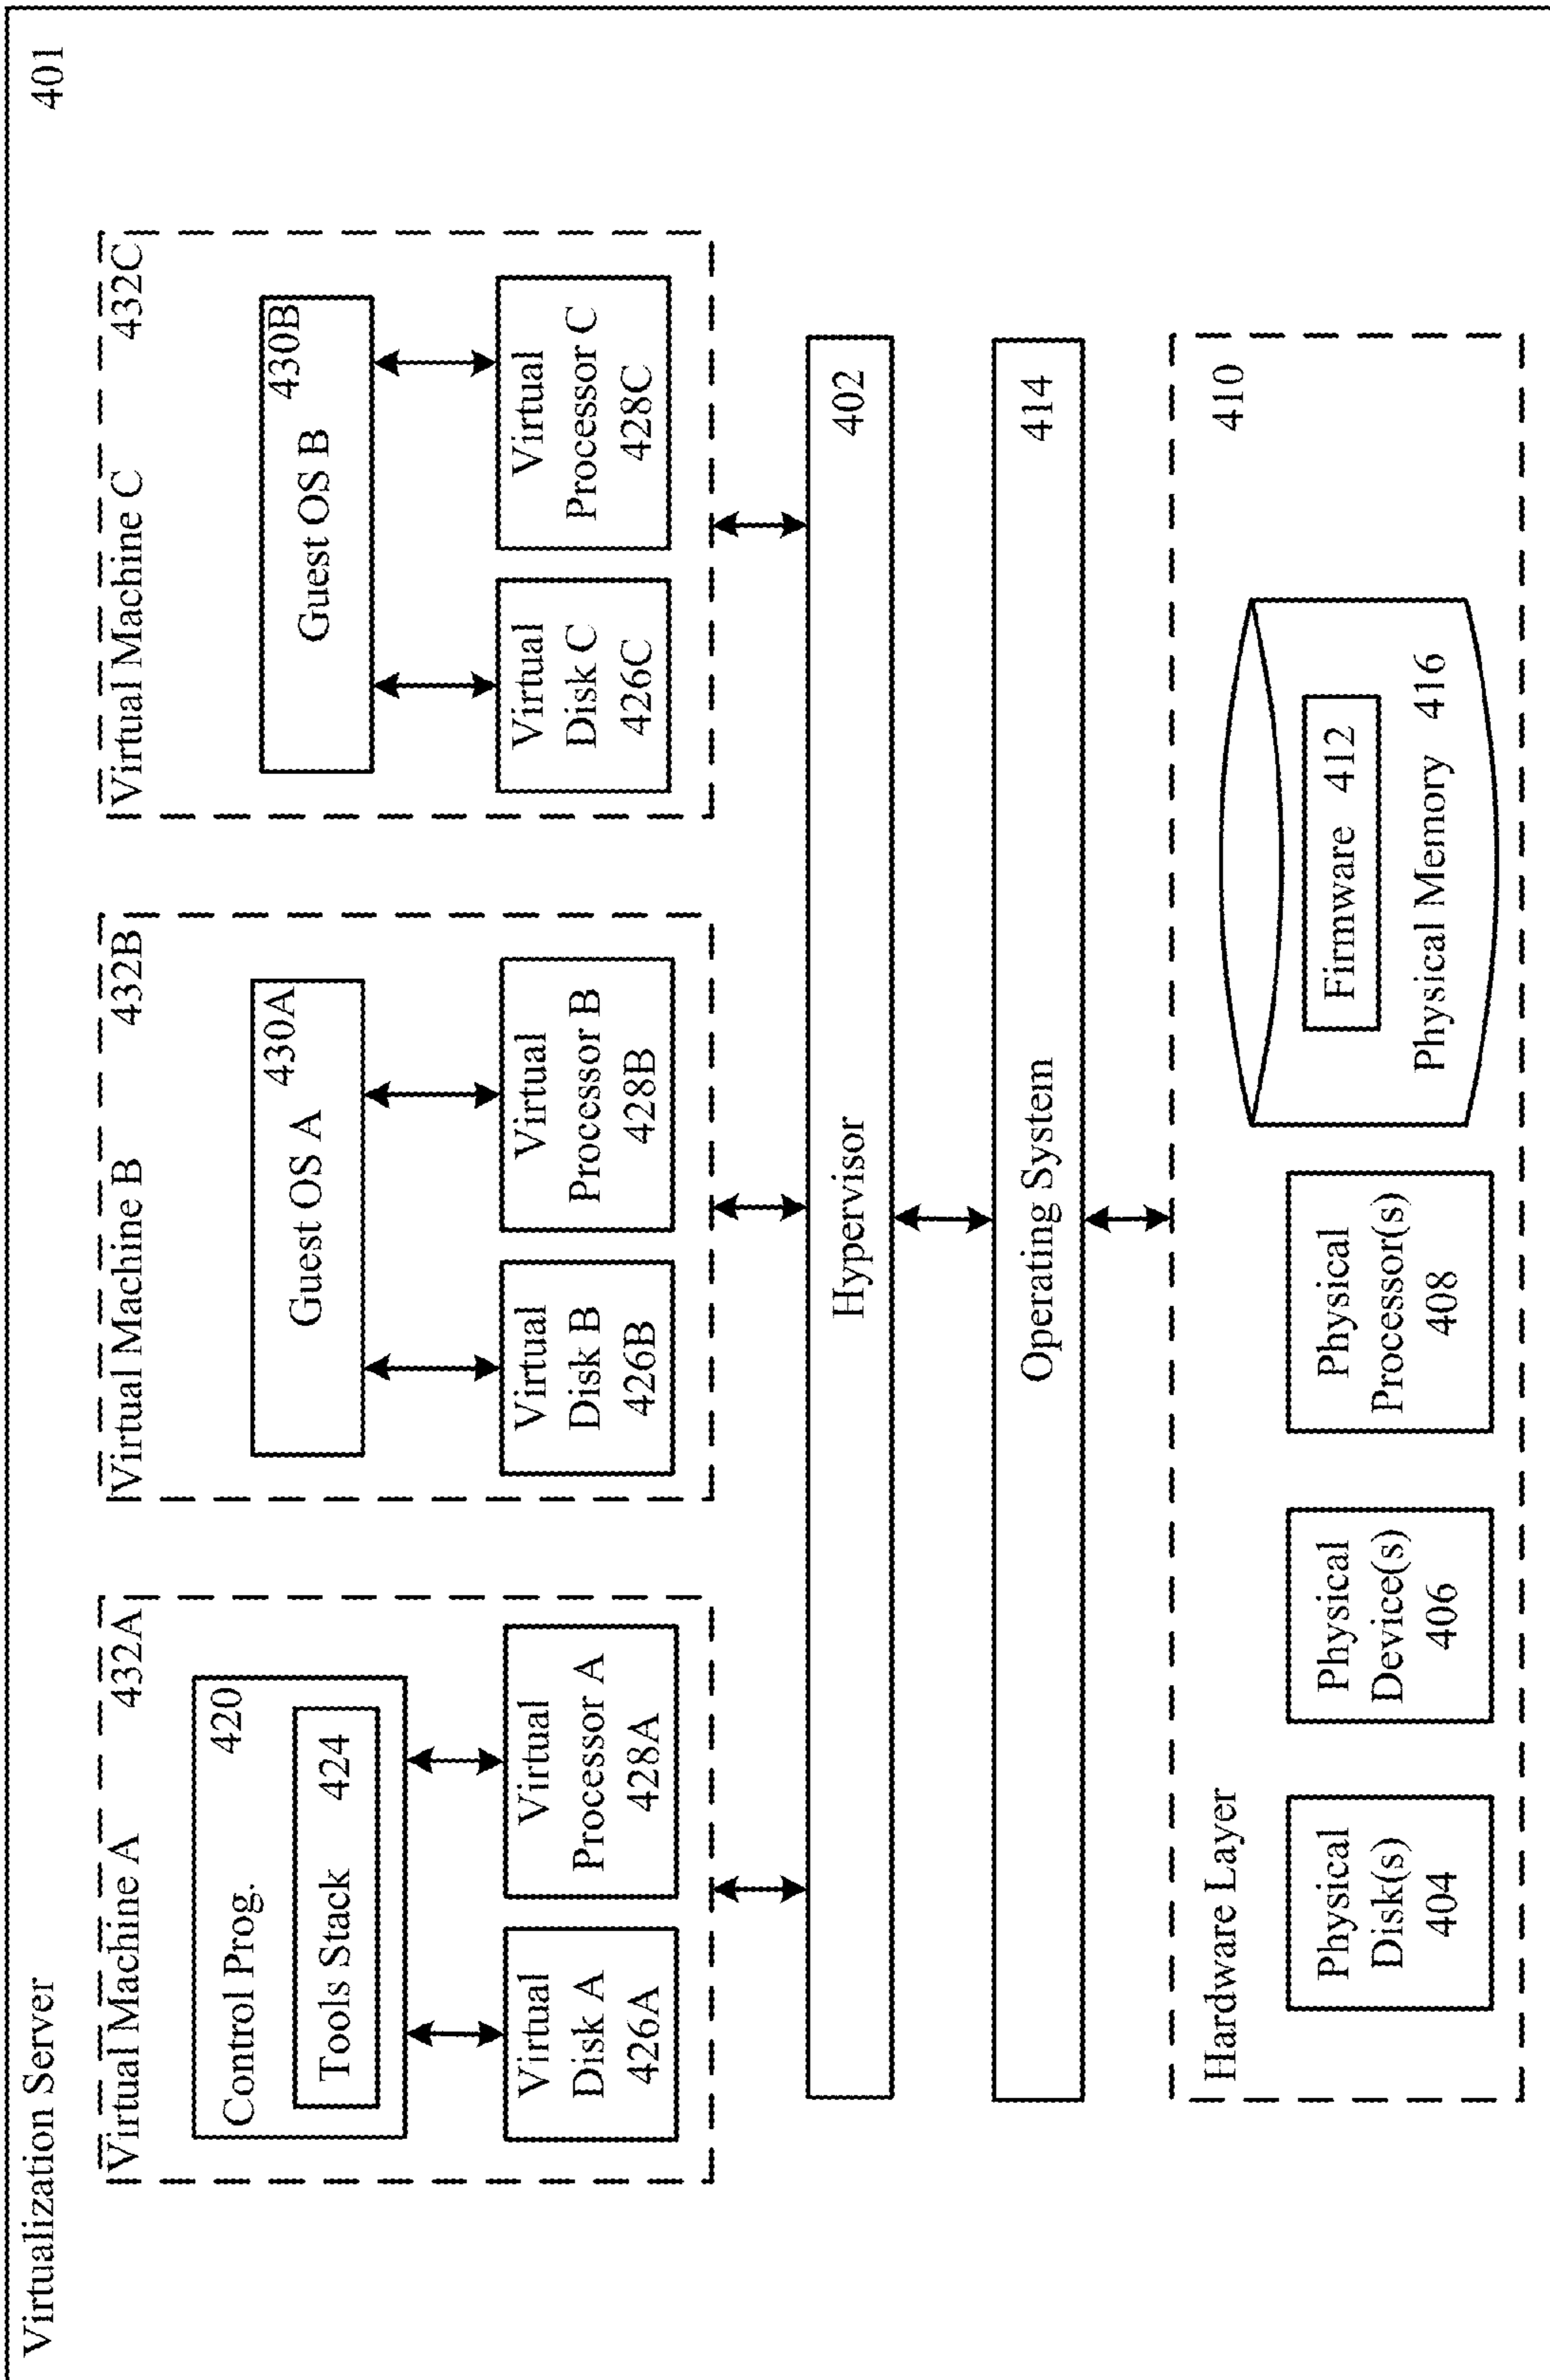 Virtualization Server
401
Virtual Machine A 432A
Control Prog. 420
Tools Stack 424
Virtual
Disk A
426A
Virtual
Processor A
428A
Virtual Machine B 432B
430A
Guest OS A
Virtual
Disk B
426B
Virtual
Processor B
428B
Virtual Machine C 432C
430B
Guest OS B
Virtual
Disk C
426C
Virtual
Processor C
428C
Hypervisor 402
Operating System 414
Hardware Layer 410
Physical
Disk(s)
404
Physical
Device(s)
406
Physical
Processor(s)
408
Firmware 412
Physical Memory 416